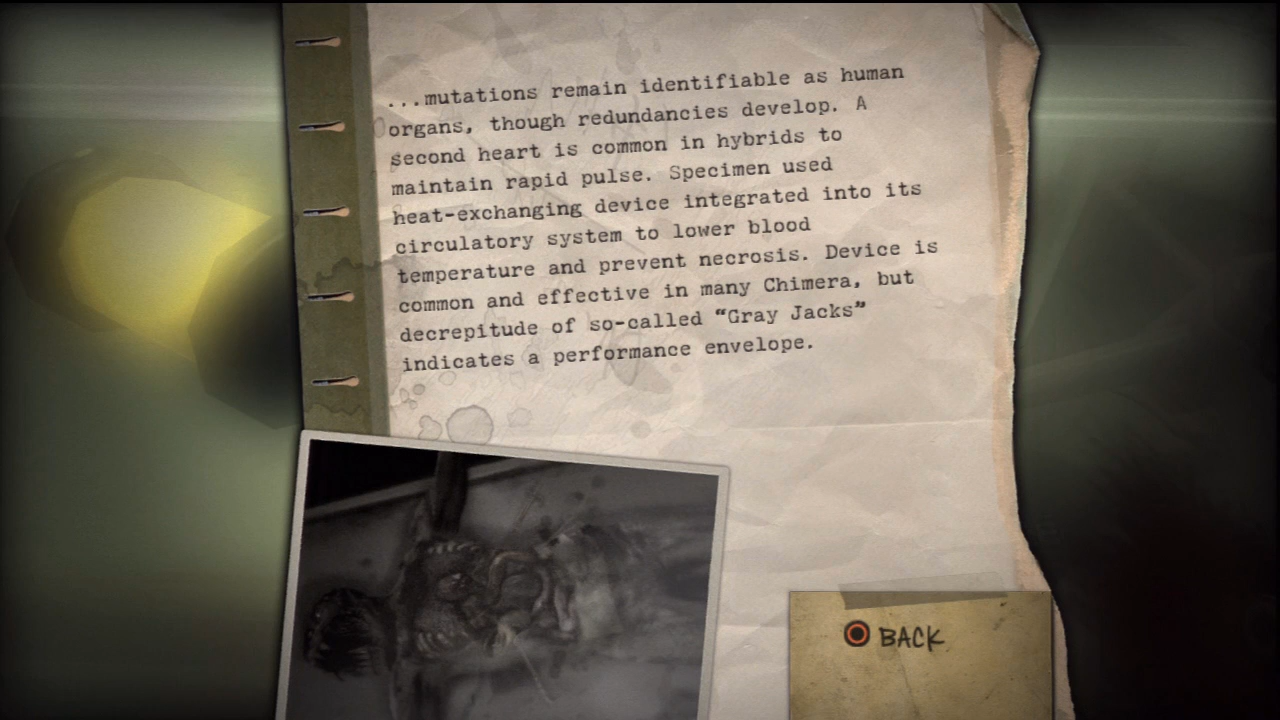 ...mutations remain identifiable as human
organs, though redundancies develop. A
second heart is common in hybrids to
maintain rapid pulse. Specimen used
heat-exchanging device integrated into its
circulatory system to lower blood
temperature and prevent necrosis. Device is
common and effective in many Chimera, but
decrepitude of so-called “Gray Jacks”
indicates a performance envelope.
BACK